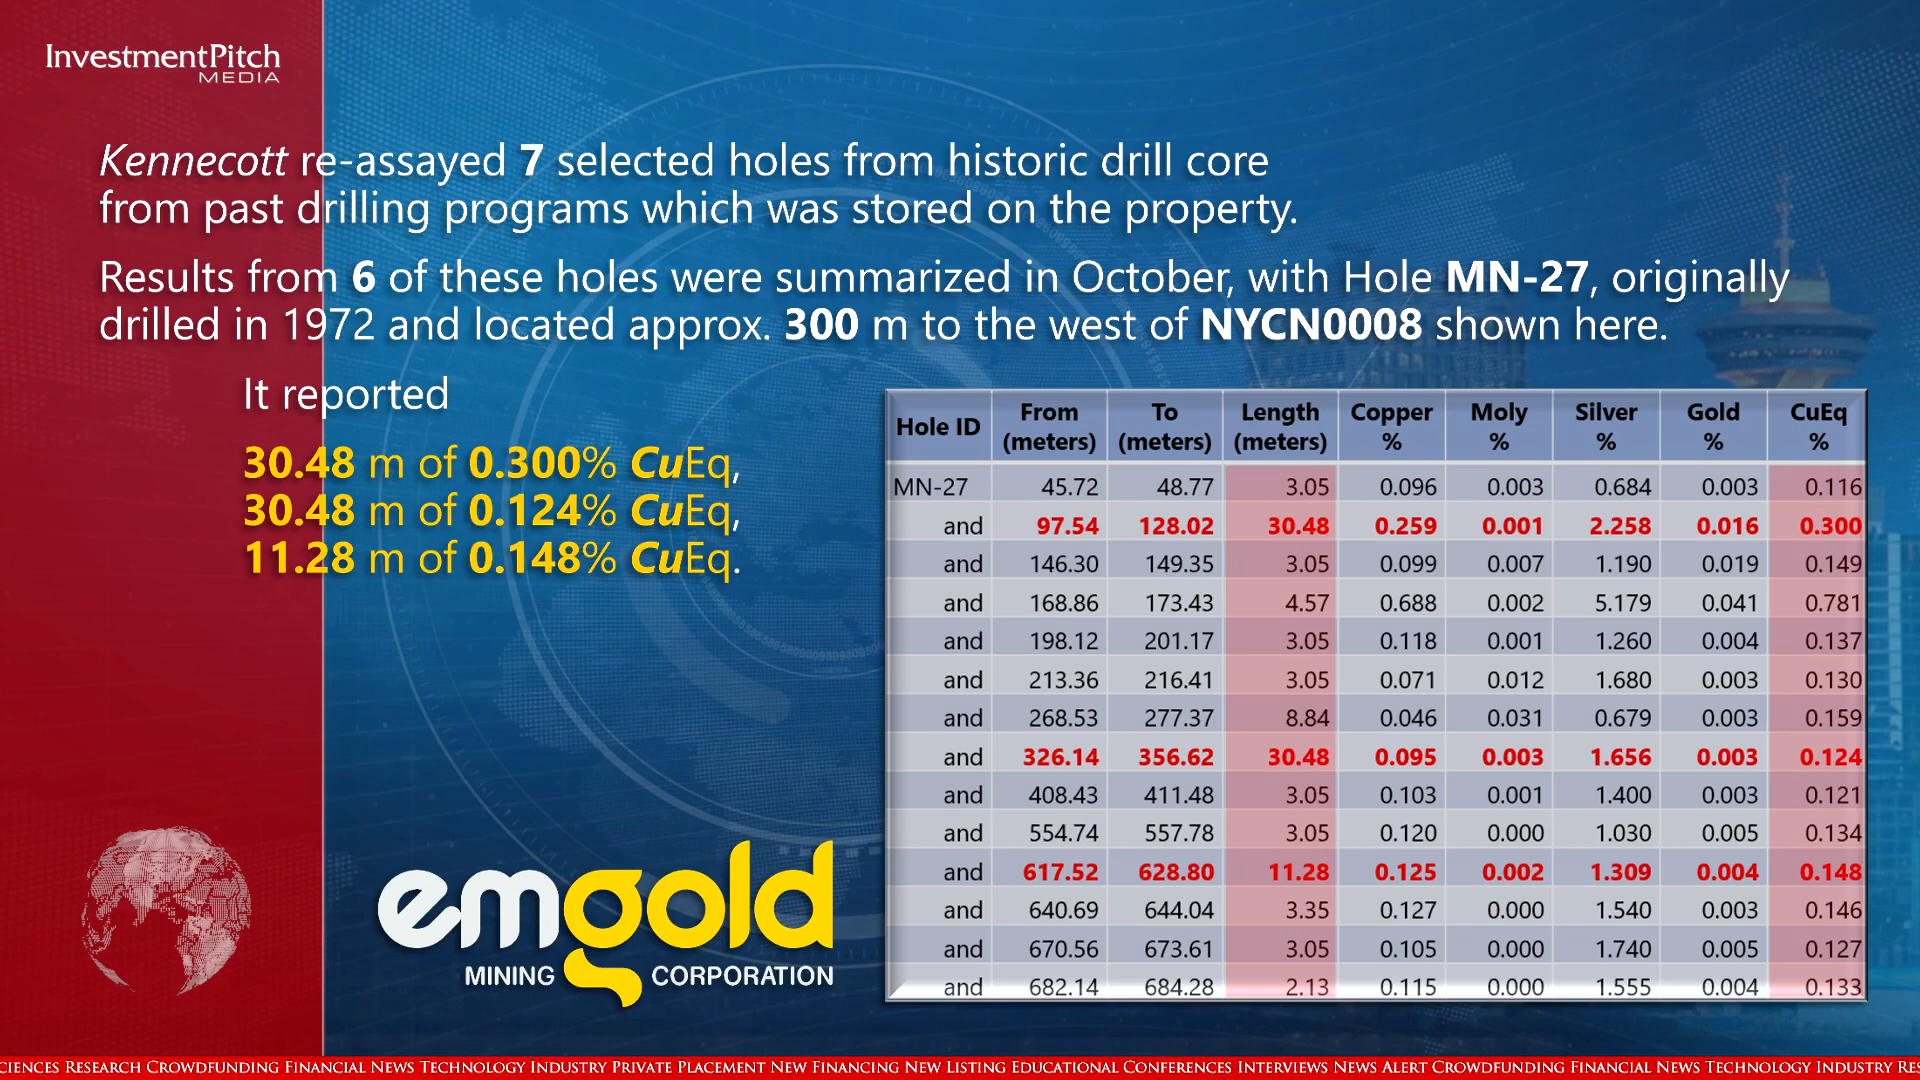 InvestmentPitch
MEDIA
Kennecott re-assayed 7 selected holes from historic drill core
from past drilling programs which was stored on the property.
Results from 6 of these holes were summarized in October, with Hole MN-27, originally
drilled in 1972 and located approx. 300 m to the west of NYCN0008 shown here.
It reported
30.48 m of 0.300% CuEq,
30.48 m of 0.124% CuEq,
11.28 m of 0.148% CuEq.
Hole ID From (meters) To (meters) Length (meters) Copper % Moly % Silver % Gold % CuEq %
MN-27 45.72 48.77 3.05 0.096 0.003 0.684 0.003 0.116
and 97.54 128.02 30.48 0.259 0.001 2.258 0.016 0.300
and 146.30 149.35 3.05 0.099 0.007 1.190 0.019 0.149
and 168.86 173.43 4.57 0.688 0.002 5.179 0.041 0.781
and 198.12 201.17 3.05 0.118 0.001 1.260 0.004 0.137
and 213.36 216.41 3.05 0.071 0.012 1.680 0.003 0.130
and 268.53 277.37 8.84 0.046 0.031 0.679 0.003 0.159
and 326.14 356.62 30.48 0.095 0.003 1.656 0.003 0.124
and 408.43 411.48 3.05 0.103 0.001 1.400 0.003 0.121
and 554.74 557.78 3.05 0.120 0.000 1.030 0.005 0.134
and 617.52 628.80 11.28 0.125 0.002 1.309 0.004 0.148
and 640.69 644.04 3.35 0.127 0.000 1.540 0.003 0.146
and 670.56 673.61 3.05 0.105 0.000 1.740 0.005 0.127
and 682.14 684.28 2.13 0.115 0.000 1.555 0.004 0.133
emgold
MINING CORPORATION
CIENCES RESEARCH CROWDFUNDING FINANCIAL NEWS TECHNOLOGY INDUSTRY PRIVATE PLACEMENT NEW FINANCING NEW LISTING EDUCATIONAL CONFERENCES INTERVIEWS NEWS ALERT CROWDFUNDING FINANCIAL NEWS TECHNOLOGY INDUSTRY RES